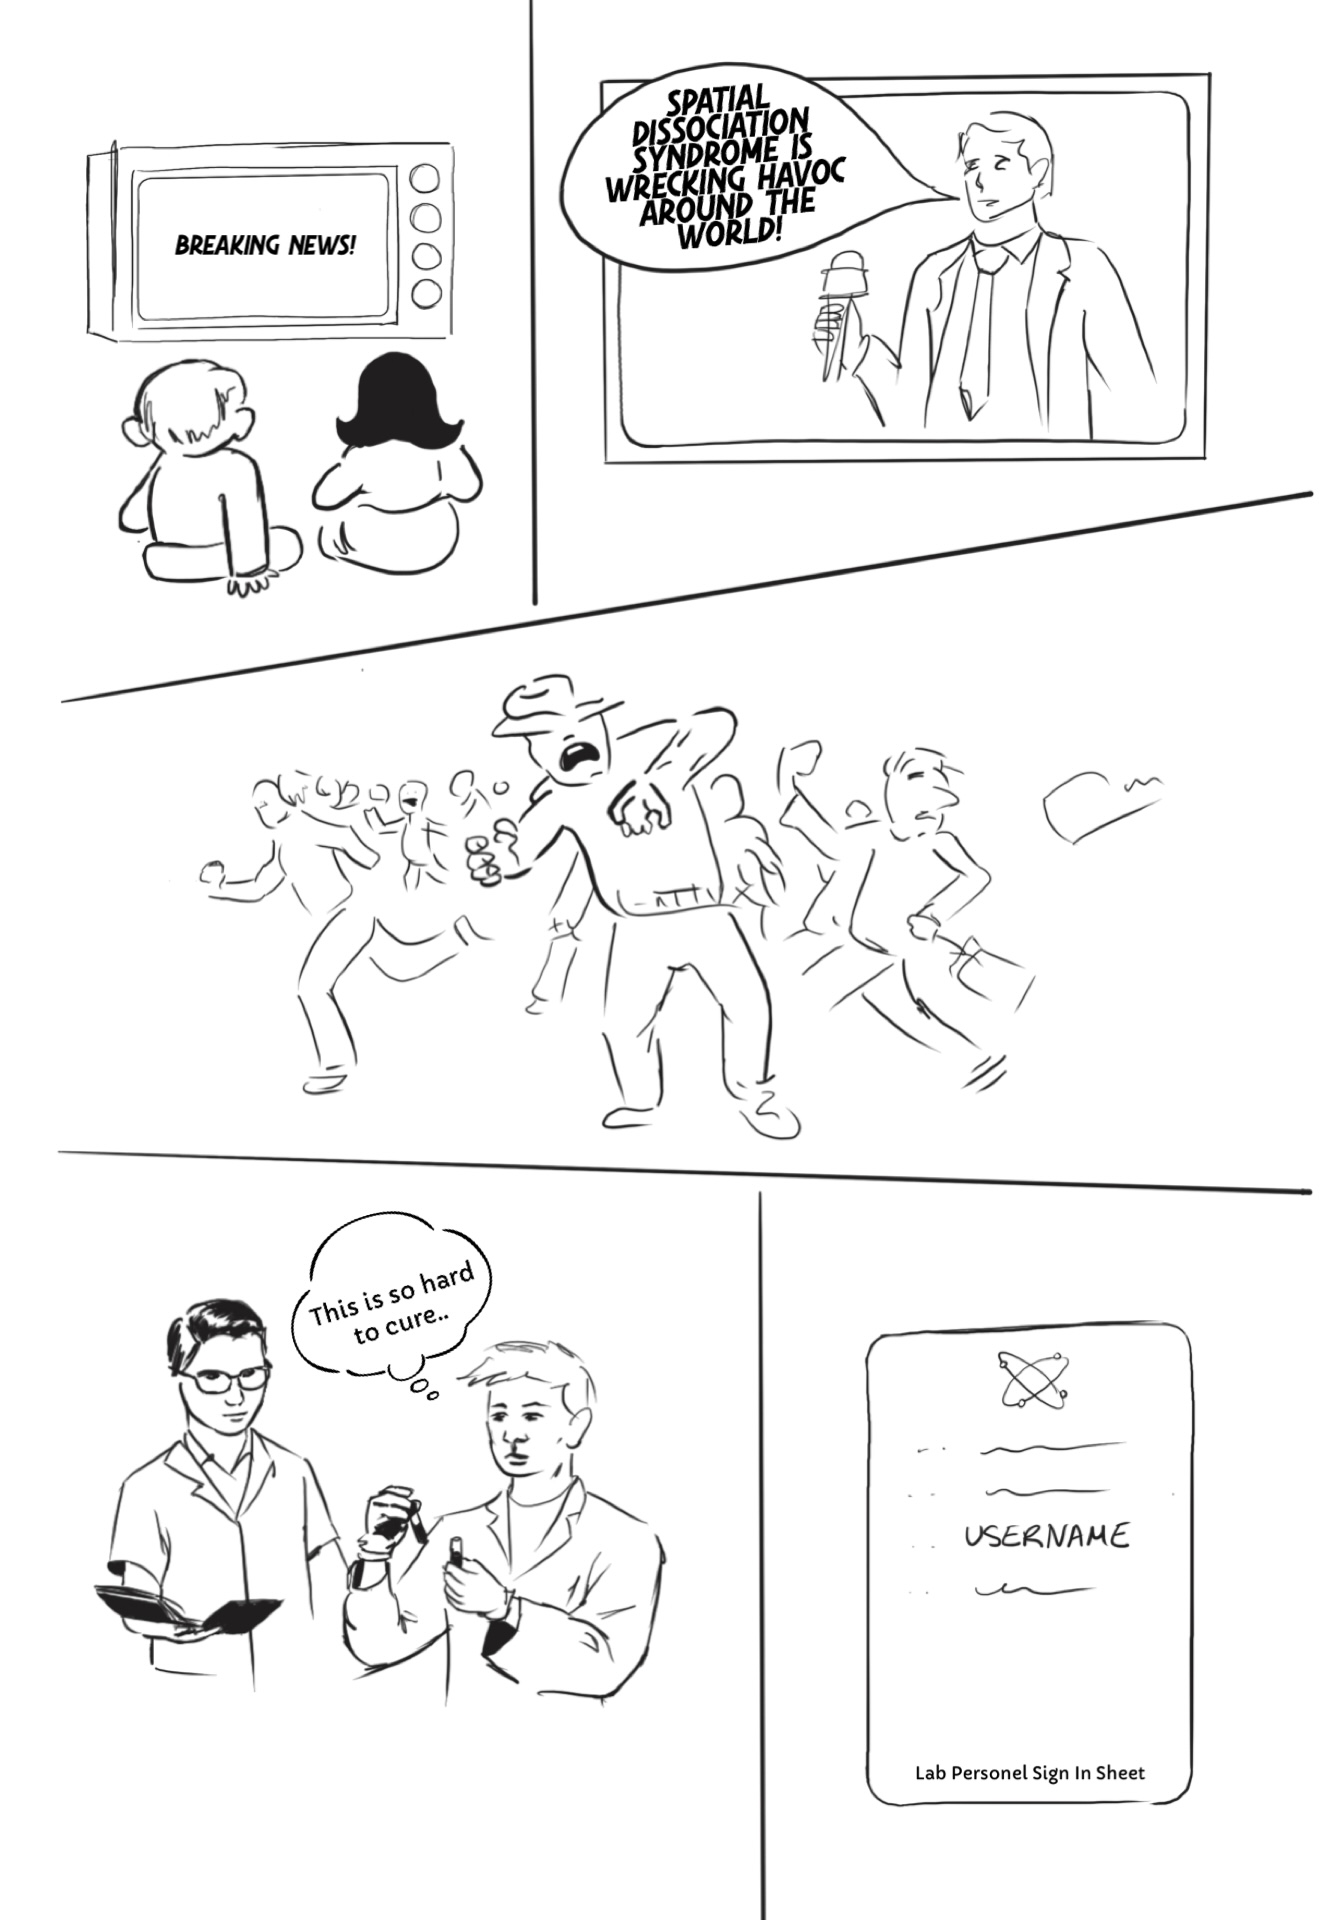 BREAKING NEWS!
SPATIAL
DISSOCIATION
SYNDROME IS
WRECKING HAVOC
AROUND THE
WORLD!
This is so hard
to cure..
USERNAME
Lab Personel Sign In Sheet